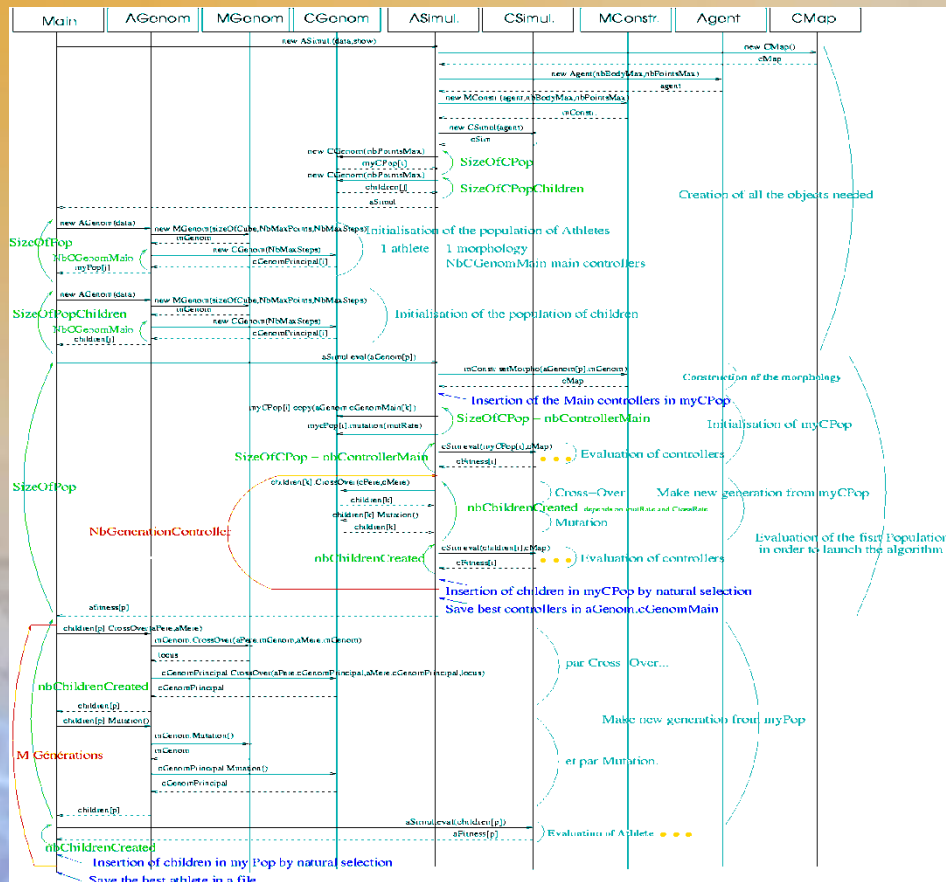 Main AGenom MGenom CGenom ASimul. CSimul. MConstr. Agent CMap
new ASimul(data,show)
new CMap()
cMap
new Agent(nbBodyMax,nbPointsMax)
agent
new MConstr(agent,nbBodyMax,nbPointsMax)
mConstr.
new CSimul(agent)
cSim
new CGenom(nbPointsMax)
myCPop[i]
SizeOfCPop
new CGenom(nbPointsMax)
children[j]
SizeOfCPopChildren
Creation of all the objects needed
aSimul
new AGenom(data)
new MGenom(sizeOfCube,NbMaxPoints,NbMaxSteps)
Initialisation of the population of Athletes
mGenom
SizeOfPop
new CGenom(NbMaxSteps)
1 athlete 1 morphology
NbCGenomMain
cGenomPrincipal[j]
NbCGenomMain main controllers
myPop[i]
new AGenom(data)
new MGenom(sizeOfCube,NbMaxPoints,NbMaxSteps)
mGenom
SizeOfPopChildren
Initialisation of the population of children
new CGenom(NbMaxSteps)
NbCGenomMain
cGenomPrincipal[j]
children[j]
aSimul.eval(aGenom[p])
mConstr.setMorpho(aGenom[p].mGenom)
Construction of the morphology
cMap
Insertion of the Main controllers in myCPop
myCPop[i].copy(aGenom.cGenomMain[k])
SizeOfCPop - nbControllerMain
mycPop[i].mutation(mutRate)
Initialisation of myCPop
cSim.eval(myCPop[i],cMap)
SizeOfCPop - nbControllerMain
Evaluation of controllers
cFitness[i]
children[k].CrossOver(cPere,cMere)
SizeOfPop
Cross-Over
Make new generation from myCPop
children[k]
nbChildrenCreated depends on mutRate and CrossRate
children[k].Mutation()
Mutation
NbGenerationController
children[k]
Evaluation of the fisrt Population
in order to launch the algorithm
cSim.eval(children[i],cMap)
nbChildrenCreated
Evaluation of controllers
cFitness[i]
Insertion of children in myCPop by natural selection
Save best controllers in aGenom.cGenomMain
afitness[p]
children[p].CrossOver(aPere,aMere)
mGenom.CrossOver(aPere.mGenom,aMere.mGenom)
locus
par Cross-Over...
cGenomPrincipal.CrossOver(aPere.cGenomPrincipal,aMere.cGenomPrincipal,locus)
nbChildrenCreated
cGenomPrincipal
children[p]
children[p].Mutation()
Make new generation from myPop
mGenom.Mutation()
M Générations
mGenom
et par Mutation.
cGenomPrincipal.Mutation()
cGenomPrincipal
children[p]
aSimul.eval(children[p])
aFitness[p]
Evaluation of Athlete
nbChildrenCreated
Insertion of children in my Pop by natural selection
Save the best athlete in a file